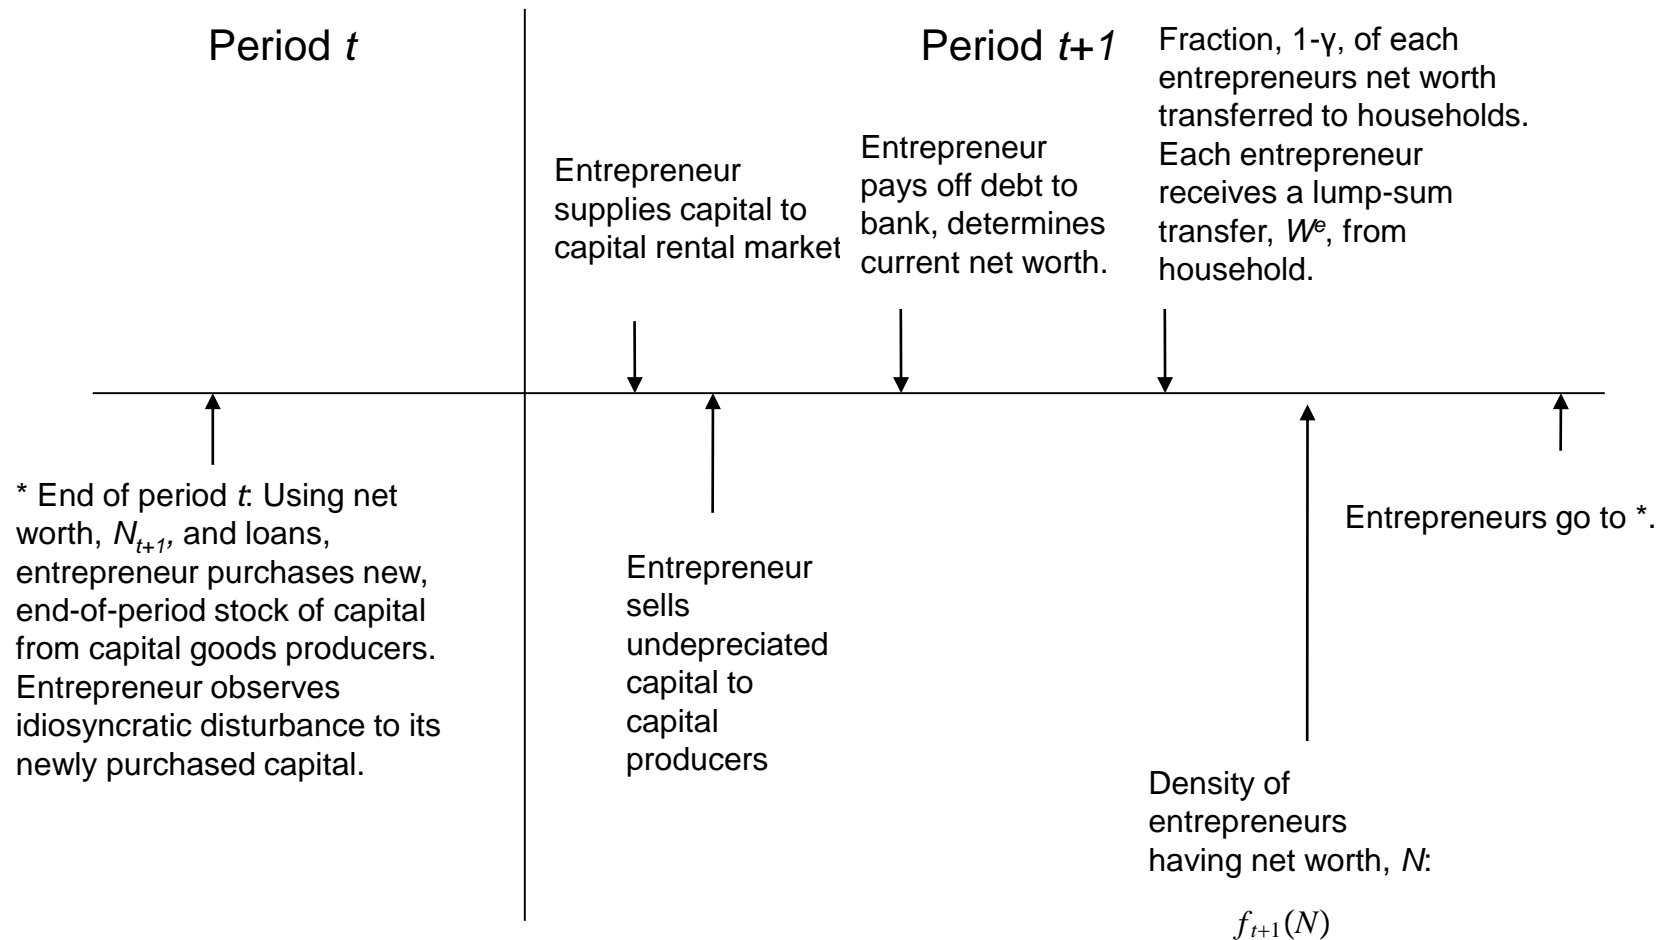 Period t
Period t+1
Fraction, 1-γ, of each
entrepreneurs net worth
transferred to households.
Each entrepreneur
receives a lump-sum
transfer, Wᵉ, from
household.
Entrepreneur
supplies capital to
capital rental market
Entrepreneur
pays off debt to
bank, determines
current net worth.
* End of period t: Using net
worth, Nₜ₊₁, and loans,
entrepreneur purchases new,
end-of-period stock of capital
from capital goods producers.
Entrepreneur observes
idiosyncratic disturbance to its
newly purchased capital.
Entrepreneur
sells
undepreciated
capital to
capital
producers
Entrepreneurs go to *.
Density of
entrepreneurs
having net worth, N:
fₜ₊₁(N)